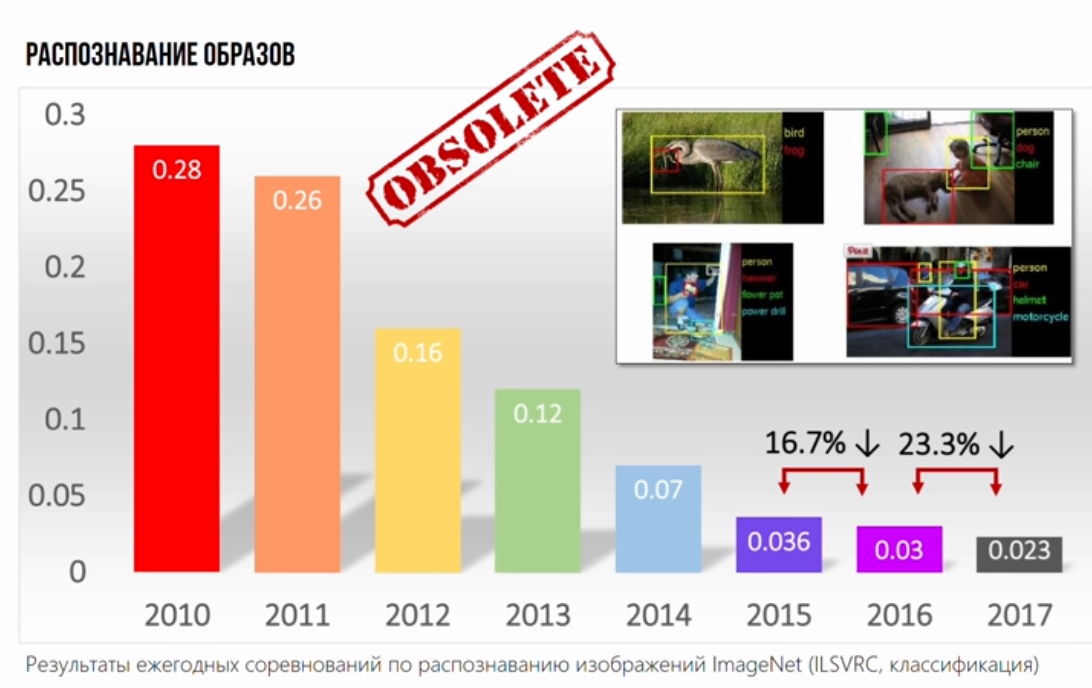 РАСПОЗНАВАНИЕ ОБРАЗОВ
OBSOLETE
0.3
0.25
0.2
0.15
0.1
0.05
0
0.28
0.26
0.16
0.12
0.07
0.036
0.03
0.023
16.7% ↓
23.3% ↓
bird
frog
person
dog
chair
person
hammer
flower pot
power drill
Pin it
person
car
helmet
motorcycle
2010 2011 2012 2013 2014 2015 2016 2017
Результаты ежегодных соревнований по распознаванию изображений ImageNet (ILSVRC, классификация)